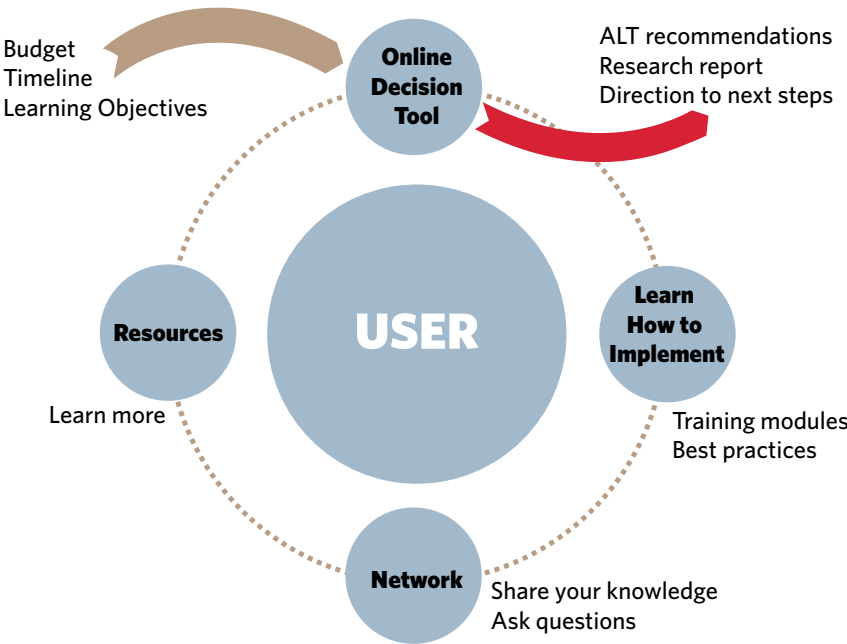 Budget
Timeline
Learning Objectives
Online
Decision
Tool
ALT recommendations
Research report
Direction to next steps
Resources
Learn more
USER
Learn
How to
Implement
Training modules
Best practices
Network
Share your knowledge
Ask questions